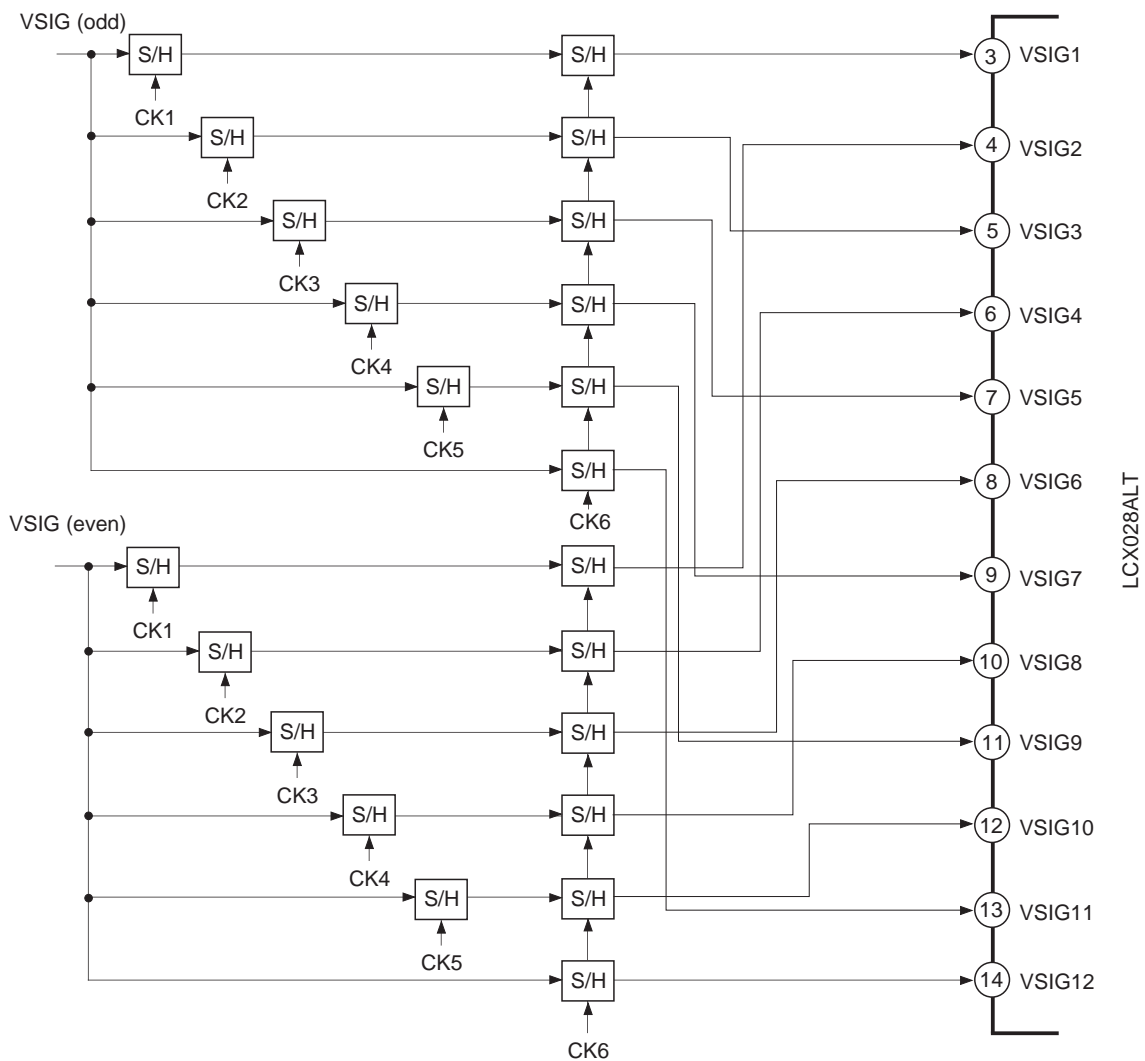 VSIG (odd)
S/H S/H 3 VSIG1
CK1
S/H S/H 4 VSIG2
CK2
S/H S/H 5 VSIG3
CK3
S/H S/H 6 VSIG4
CK4
S/H S/H 7 VSIG5
CK5
S/H 8 VSIG6
CK6
LCX028ALT
VSIG (even)
S/H S/H 9 VSIG7
CK1
S/H S/H 10 VSIG8
CK2
S/H S/H 11 VSIG9
CK3
S/H S/H 12 VSIG10
CK4
S/H S/H 13 VSIG11
CK5
S/H 14 VSIG12
CK6